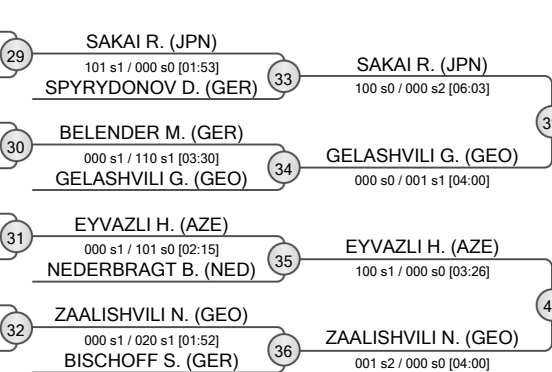 29
SAKAI R. (JPN)
101 s1 / 000 s0 [01:53]
SPYRYDONOV D. (GER)
33
SAKAI R. (JPN)
100 s0 / 000 s2 [06:03]
30
BELENDER M. (GER)
000 s1 / 110 s1 [03:30]
GELASHVILI G. (GEO)
34
GELASHVILI G. (GEO)
000 s0 / 001 s1 [04:00]
31
EYVAZLI H. (AZE)
000 s1 / 101 s0 [02:15]
NEDERBRAGT B. (NED)
35
EYVAZLI H. (AZE)
100 s1 / 000 s0 [03:26]
32
ZAALISHVILI N. (GEO)
000 s1 / 020 s1 [01:52]
BISCHOFF S. (GER)
36
ZAALISHVILI N. (GEO)
001 s2 / 000 s0 [04:00]